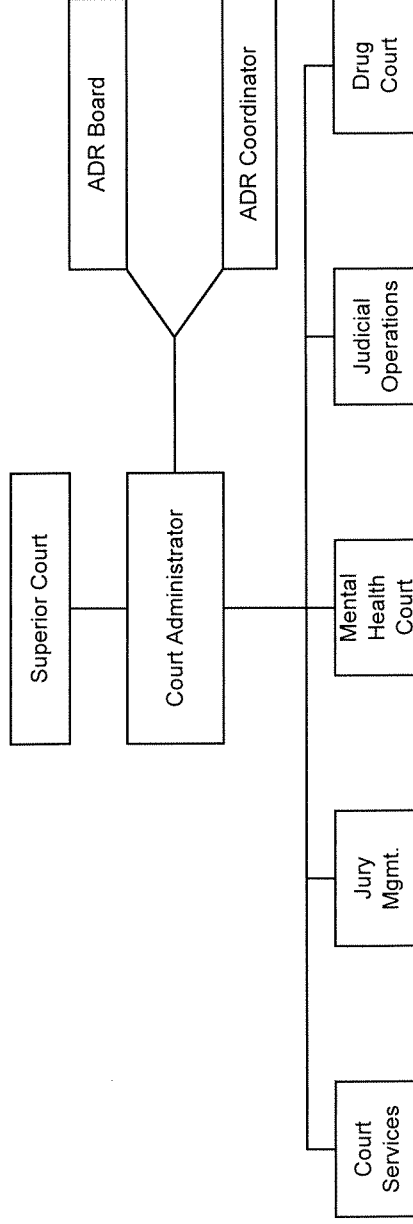 Superior Court
Court Administrator
ADR Board
ADR Coordinator
Court
Services
Jury
Mgmt.
Mental
Health
Court
Judicial
Operations
Drug
Court